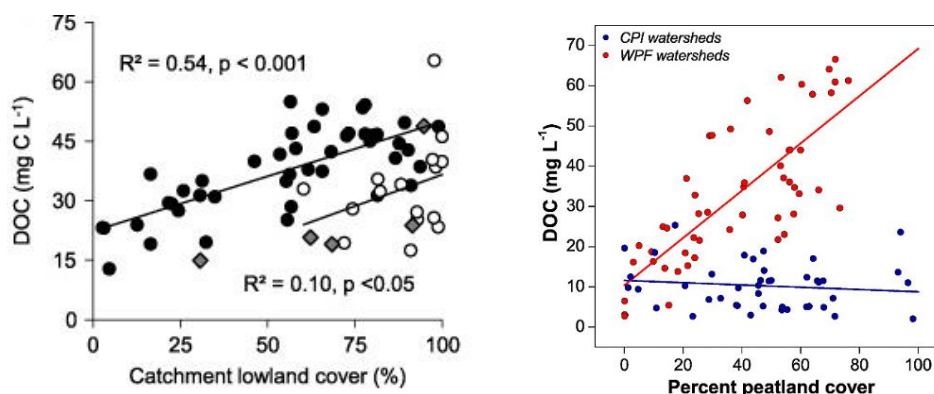 75
60
45
30
15
0
DOC (mg C L-1)
R² = 0.54, p < 0.001
R² = 0.10, p <0.05
0 25 50 75 100
Catchment lowland cover (%)
CPI watersheds
WPF watersheds
70
60
50
40
30
20
10
0
DOC (mg L-1)
0 20 40 60 80 100
Percent peatland cover